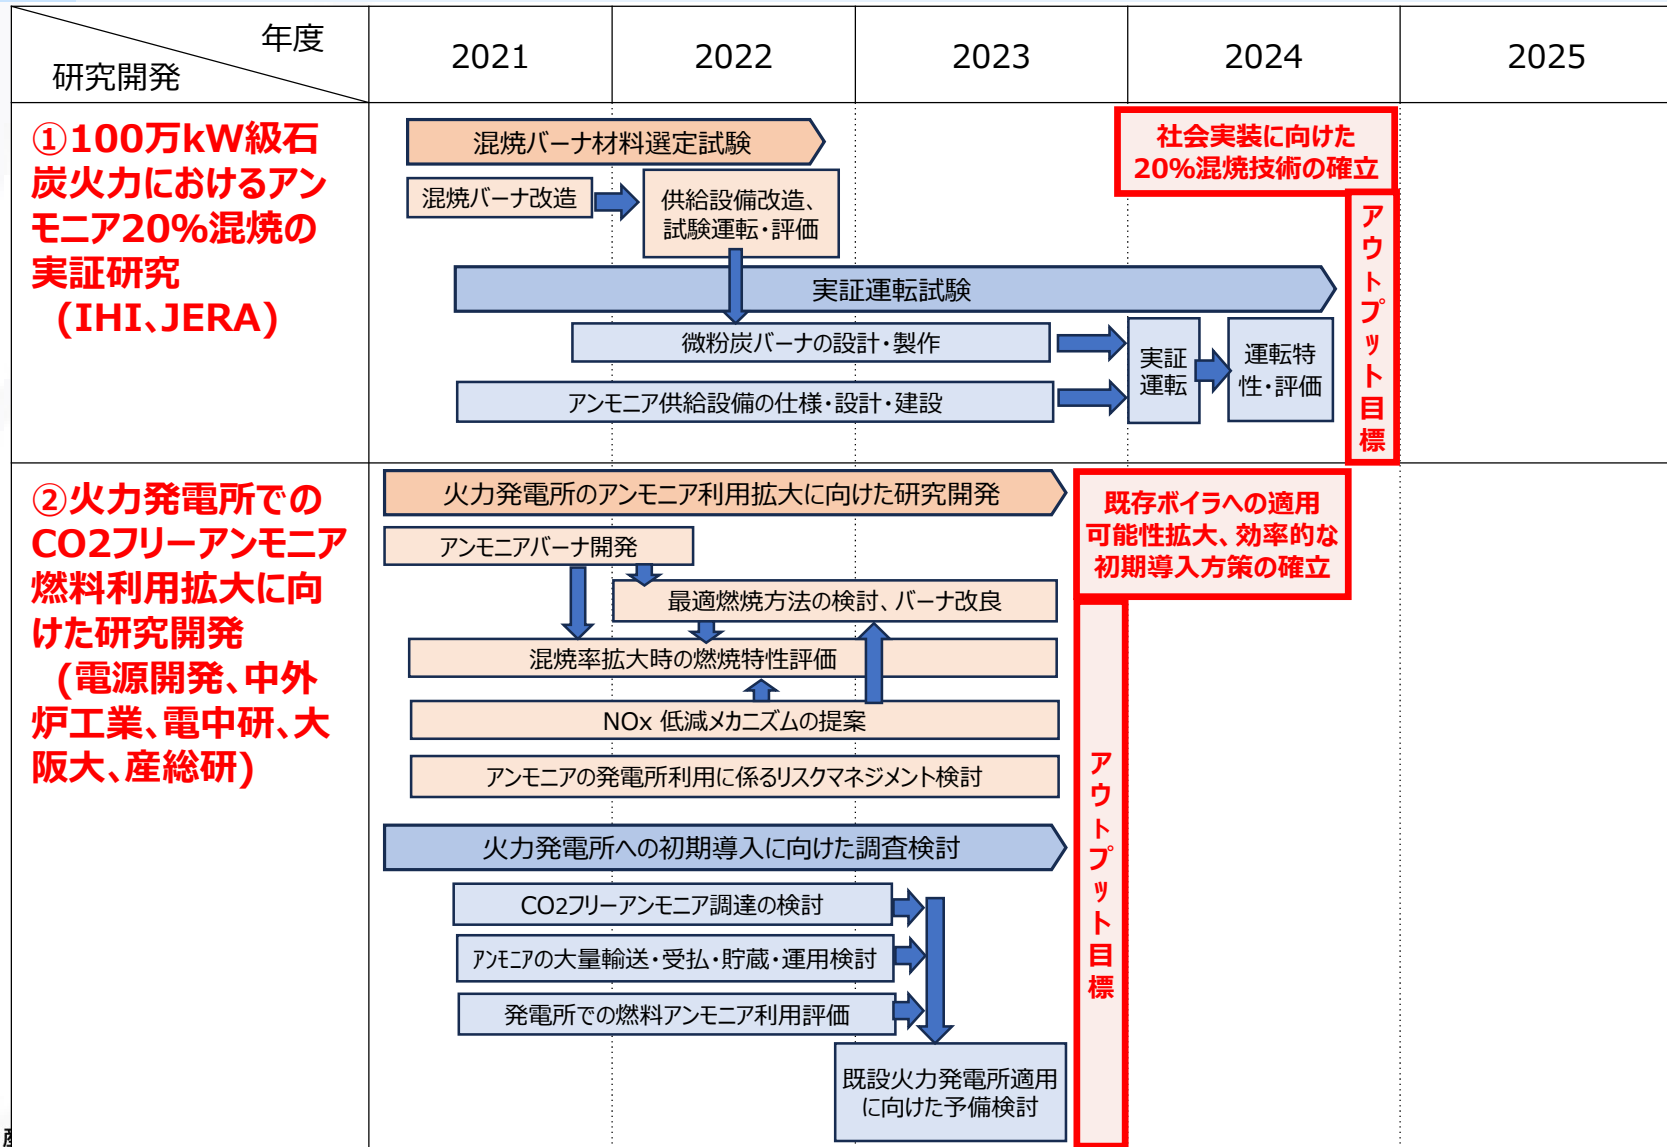 年度
研究開発
2021
2022
2023
2024
2025
①100万kW級石
炭火力におけるアン
モニア20%混焼の
実証研究
(IHI、JERA)
混焼バーナ材料選定試験
混焼バーナ改造
供給設備改造、
試験運転・評価
実証運転試験
微粉炭バーナの設計・製作
アンモニア供給設備の仕様・設計・建設
実証
運転
運転特
性・評価
社会実装に向けた
20%混焼技術の確立
アウトプット目標
②火力発電所での
CO2フリーアンモニア
燃料利用拡大に向
けた研究開発
(電源開発、中外
炉工業、電中研、大
阪大、産総研)
火力発電所のアンモニア利用拡大に向けた研究開発
アンモニアバーナ開発
最適燃焼方法の検討、バーナ改良
混焼率拡大時の燃焼特性評価
NOx 低減メカニズムの提案
アンモニアの発電所利用に係るリスクマネジメント検討
火力発電所への初期導入に向けた調査検討
CO2フリーアンモニア調達の検討
アンモニアの大量輸送・受払・貯蔵・運用検討
発電所での燃料アンモニア利用評価
既設火力発電所適用
に向けた予備検討
既存ボイラへの適用
可能性拡大、効率的な
初期導入方策の確立
アウトプット目標